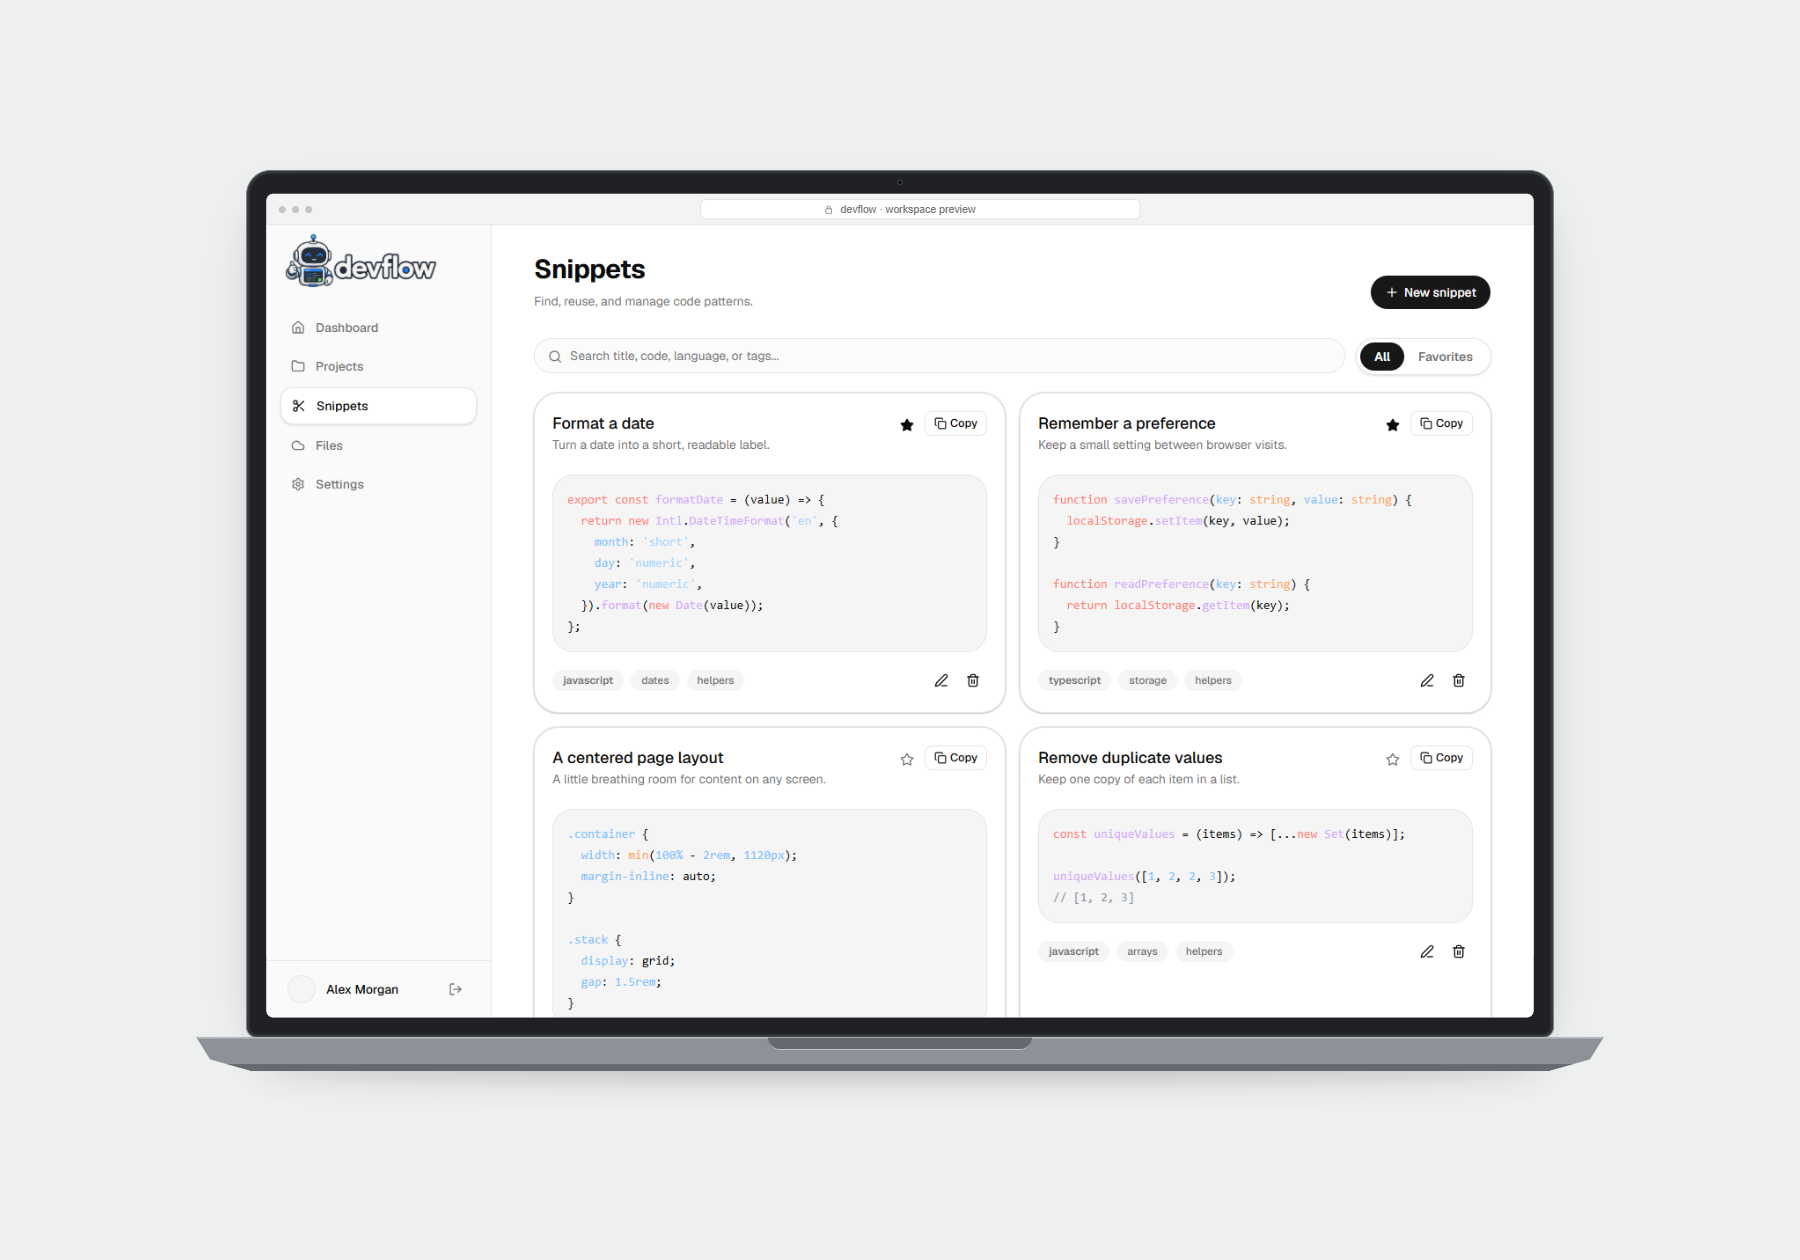 devflow · workspace preview
devflow
Dashboard
Projects
Snippets
Files
Settings
Alex Morgan
Snippets
Find, reuse, and manage code patterns.
+ New snippet
Search title, code, language, or tags...
All
Favorites
Format a date
Copy
Turn a date into a short, readable label.
export const formatDate = (value) => {
  return new Intl.DateTimeFormat('en', {
    month: 'short',
    day: 'numeric',
    year: 'numeric',
  }).format(new Date(value));
};
javascript
dates
helpers
Remember a preference
Copy
Keep a small setting between browser visits.
function savePreference(key: string, value: string) {
  localStorage.setItem(key, value);
}
function readPreference(key: string) {
  return localStorage.getItem(key);
}
typescript
storage
helpers
A centered page layout
Copy
A little breathing room for content on any screen.
.container {
  width: min(100% - 2rem, 1120px);
  margin-inline: auto;
}
.stack {
  display: grid;
  gap: 1.5rem;
}
Remove duplicate values
Copy
Keep one copy of each item in a list.
const uniqueValues = (items) => [...new Set(items)];
uniqueValues([1, 2, 2, 3]);
// [1, 2, 3]
javascript
arrays
helpers